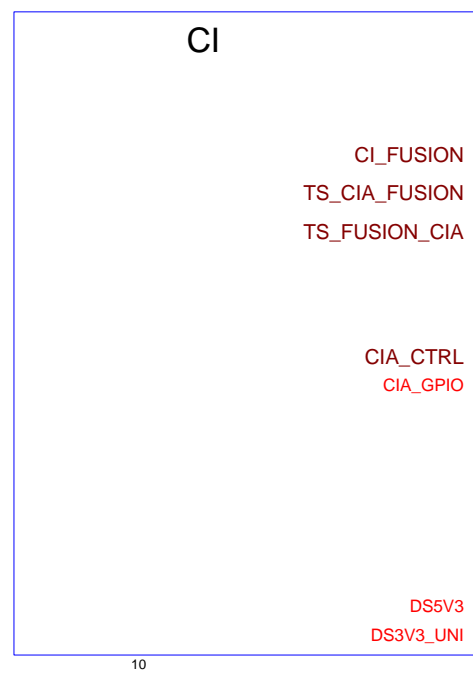 CI
CI_FUSION
TS_CIA_FUSION
TS_FUSION_CIA
CIA_CTRL
CIA_GPIO
DS5V3
DS3V3_UNI
10